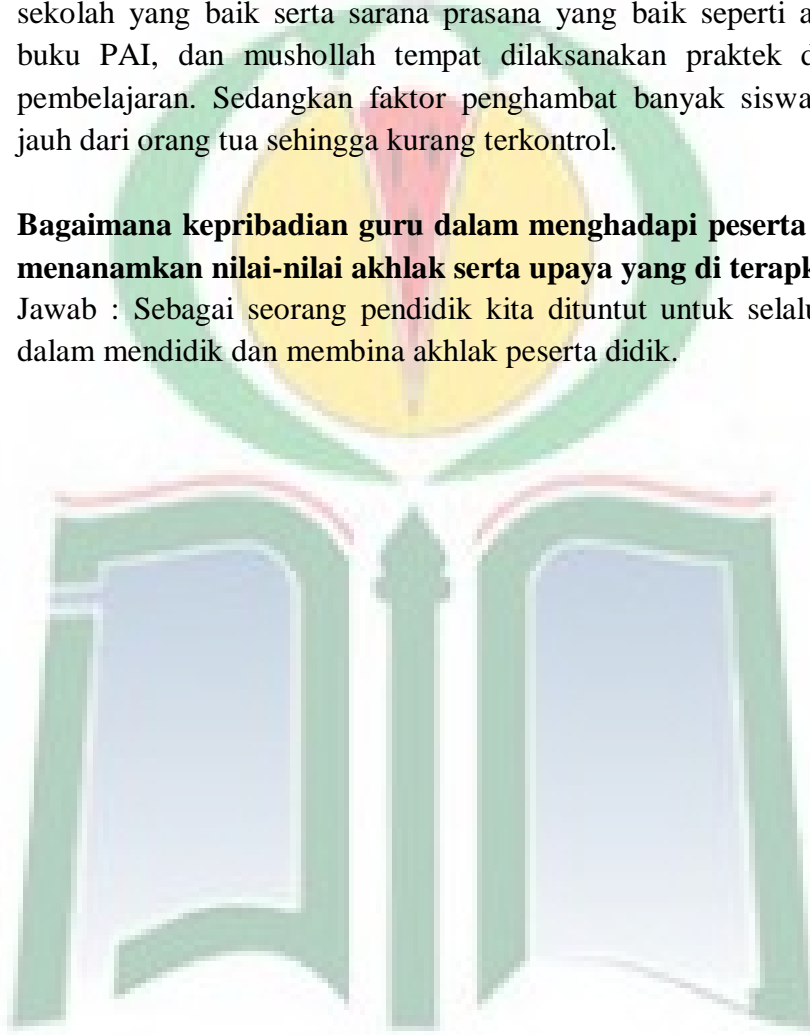 sekolah yang baik serta sarana prasana yang baik seperti
buku PAI, dan mushollah tempat dilaksanakan praktek
pembelajaran. Sedangkan faktor penghambat banyak siswa
jauh dari orang tua sehingga kurang terkontrol.
Bagaimana kepribadian guru dalam menghadapi peserta
menanamkan nilai-nilai akhlak serta upaya yang di
Jawab : Sebagai seorang pendidik kita dituntut untuk selalu
dalam mendidik dan membina akhlak peserta didik.